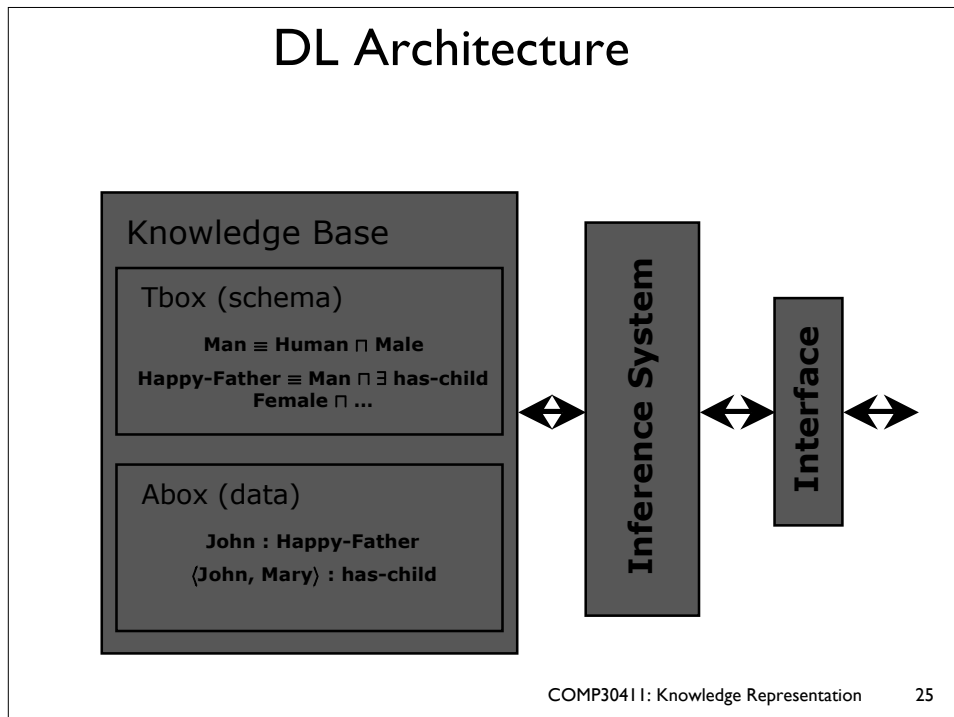 DL Architecture
Knowledge Base
Tbox (schema)
Man ≡ Human ⊓ Male
Happy-Father ≡ Man ⊓ ∃ has-child
Female ⊓ ...
Abox (data)
John : Happy-Father
⟨John, Mary⟩ : has-child
Inference System
Interface
COMP30411: Knowledge Representation 25